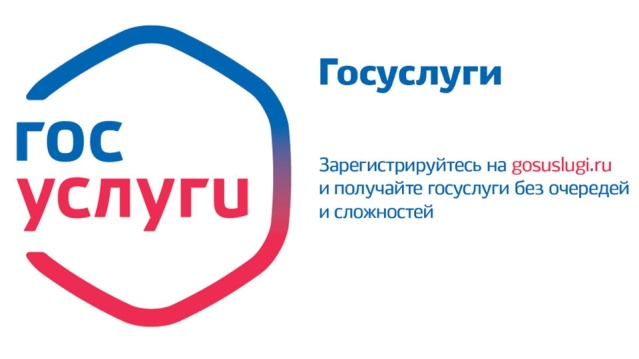 гос
услуги
Госуслуги
Зарегистрируйтесь на gosuslugi.ru
и получайте госуслуги без очередей
и сложностей